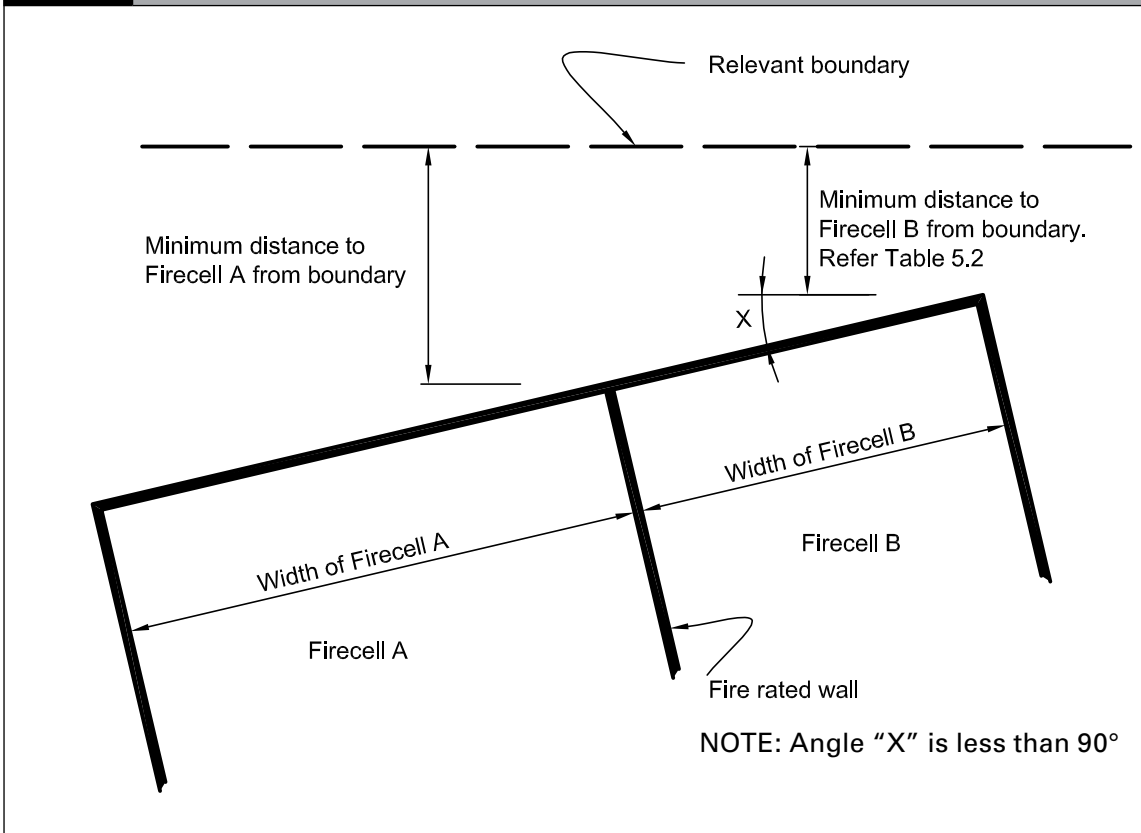 Relevant boundary
Minimum distance to
Firecell A from boundary
Minimum distance to
Firecell B from boundary.
Refer Table 5.2
X
Width of Firecell A
Width of Firecell B
Firecell A
Firecell B
Fire rated wall
NOTE: Angle “X” is less than 90°